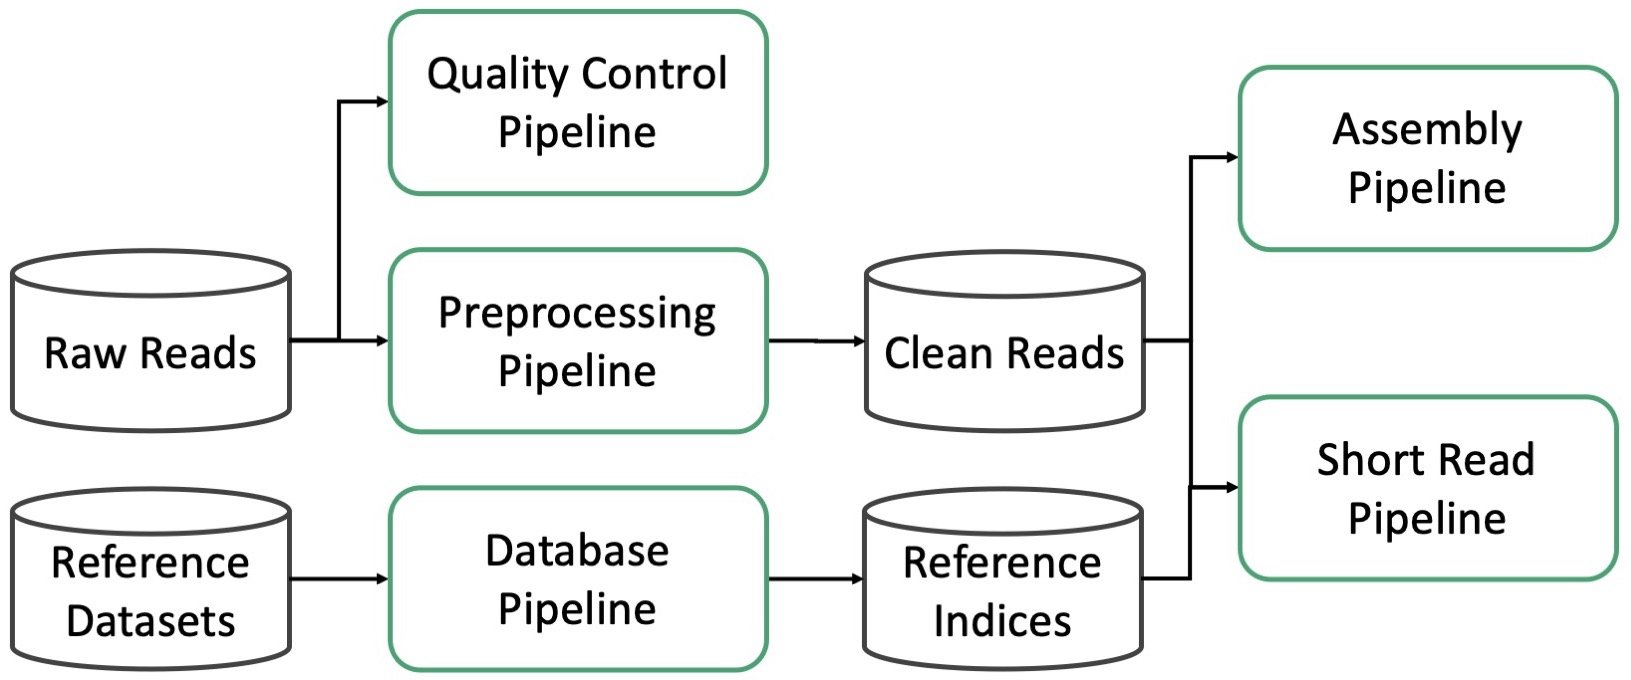 Quality Control
Pipeline
Assembly
Pipeline
Raw Reads
Preprocessing
Pipeline
Clean Reads
Short Read
Pipeline
Reference
Datasets
Database
Pipeline
Reference
Indices